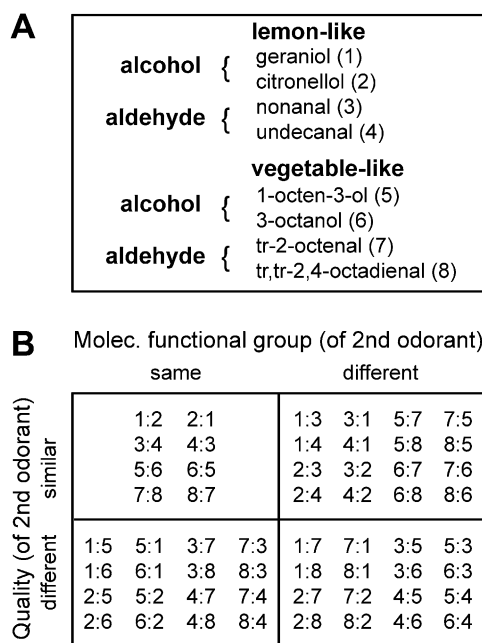 A
lemon-like
alcohol { geraniol (1)
citronellol (2)
aldehyde { nonanal (3)
undecanal (4)
vegetable-like
alcohol { 1-octen-3-ol (5)
3-octanol (6)
aldehyde { tr-2-octenal (7)
tr,tr-2,4-octadienal (8)
B Molec. functional group (of 2nd odorant)
same different
Quality (of 2nd odorant)
similar
1:2 2:1 1:3 3:1 5:7 7:5
3:4 4:3 1:4 4:1 5:8 8:5
5:6 6:5 2:3 3:2 6:7 7:6
7:8 8:7 2:4 4:2 6:8 8:6
different
1:5 5:1 3:7 7:3 1:7 7:1 3:5 5:3
1:6 6:1 3:8 8:3 1:8 8:1 3:6 6:3
2:5 5:2 4:7 7:4 2:7 7:2 4:5 5:4
2:6 6:2 4:8 8:4 2:8 8:2 4:6 6:4